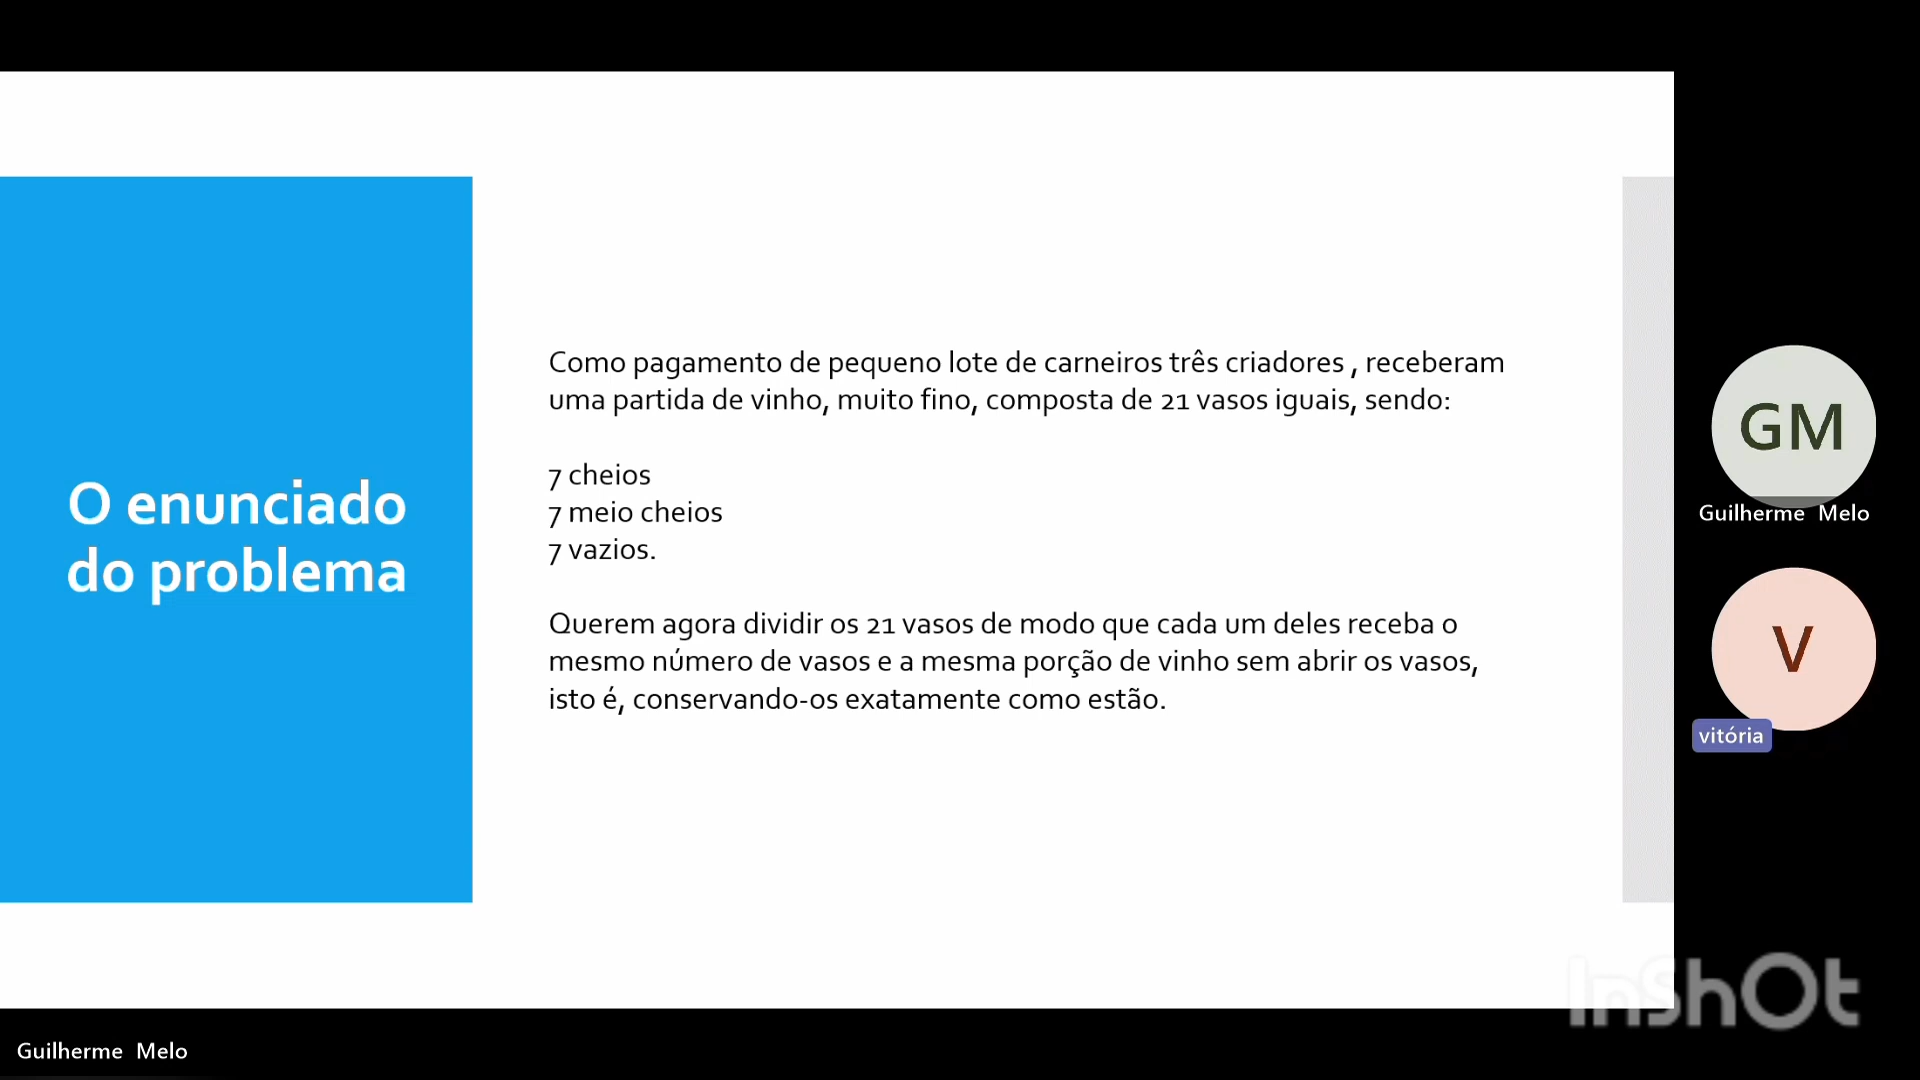 O enunciado
do problema
Como pagamento de pequeno lote de carneiros três criadores , receberam
uma partida de vinho, muito fino, composta de 21 vasos iguais, sendo:
7 cheios
7 meio cheios
7 vazios.
Querem agora dividir os 21 vasos de modo que cada um deles receba o
mesmo número de vasos e a mesma porção de vinho sem abrir os vasos,
isto é, conservando-os exatamente como estão.
GM
Guilherme Melo
V
vitória
InShOt
Guilherme Melo